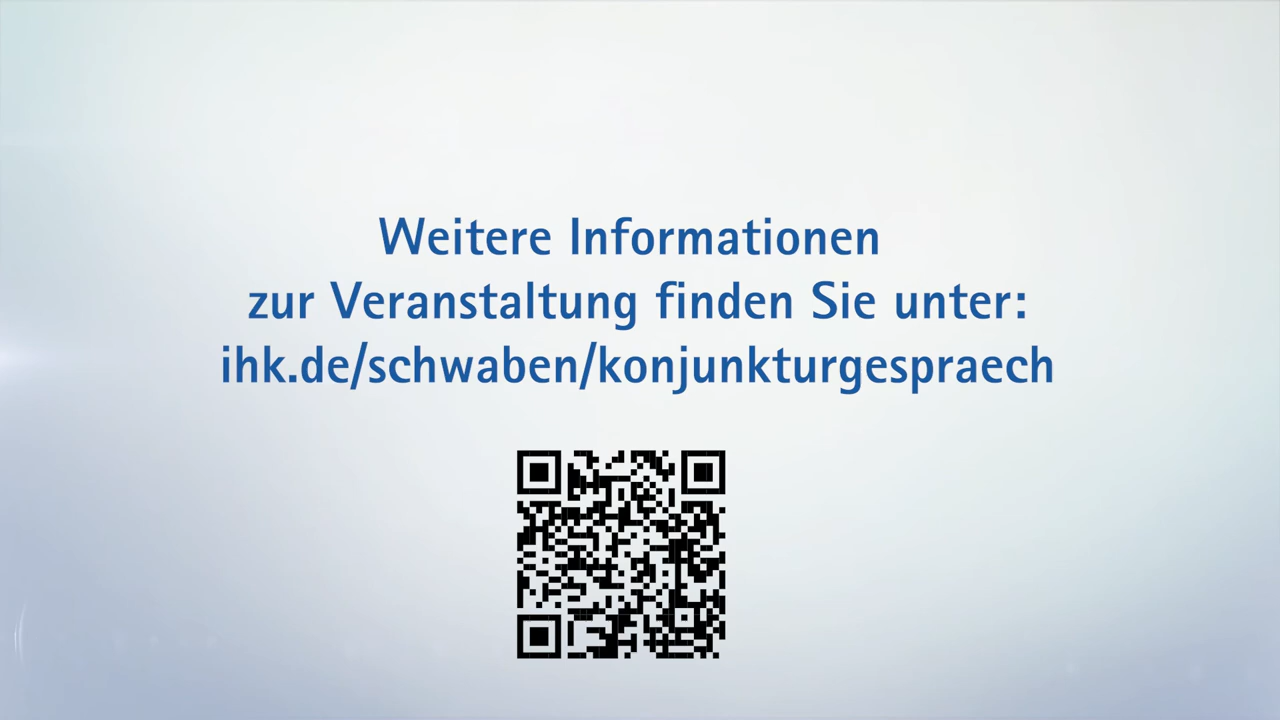 Weitere Informationen
zur Veranstaltung finden Sie unter:
ihk.de/schwaben/konjunkturgespraech